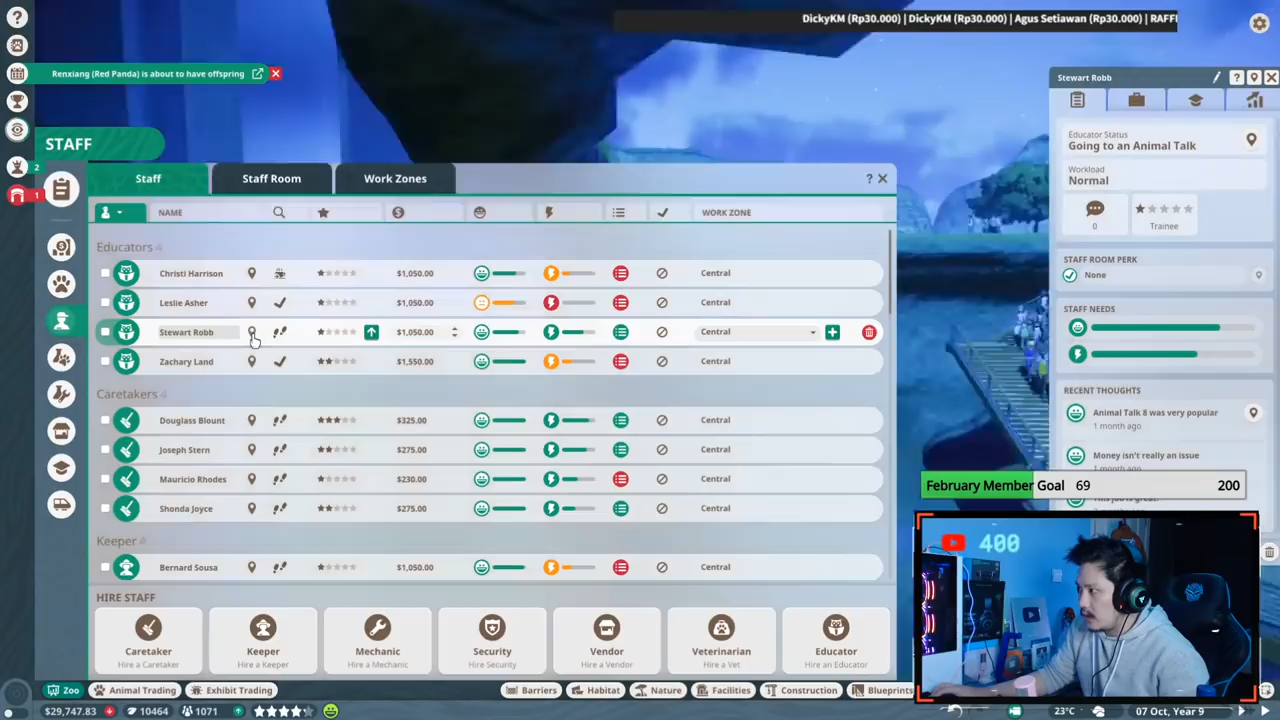 DickyKM (Rp30.000) | DickyKM (Rp30.000) | Agus Setiawan (Rp30.000) | RAFFI
Renxiang (Red Panda) is about to have offspring
Stewart Robb
?
STAFF
2
1
Staff
Staff Room
Work Zones
?
NAME
WORK ZONE
Educators 4
Christi Harrison $1,050.00 Central
Leslie Asher $1,050.00 Central
Stewart Robb $1,050.00 Central
Zachary Land $1,550.00 Central
Caretakers 4
Douglass Blount $325.00 Central
Joseph Stern $275.00 Central
Mauricio Rhodes $230.00 Central
Shonda Joyce $275.00 Central
Keeper
Bernard Sousa $1,050.00 Central
HIRE STAFF
Caretaker
Hire a Caretaker
Keeper
Hire a Keeper
Mechanic
Hire a Mechanic
Security
Hire Security
Vendor
Hire a Vendor
Veterinarian
Hire a Vet
Educator
Hire an Educator
Educator Status
Going to an Animal Talk
Workload
Normal
0
Trainee
STAFF ROOM PERK
None
STAFF NEEDS
RECENT THOUGHTS
Animal Talk 8 was very popular
1 month ago
Money isn't really an issue
1 month ago
February Member Goal 69 200
400
Zoo
Animal Trading
Exhibit Trading
Barriers
Habitat
Nature
Facilities
Construction
Blueprints
$29,747.83
10464
1071
23°C
07 Oct, Year 9